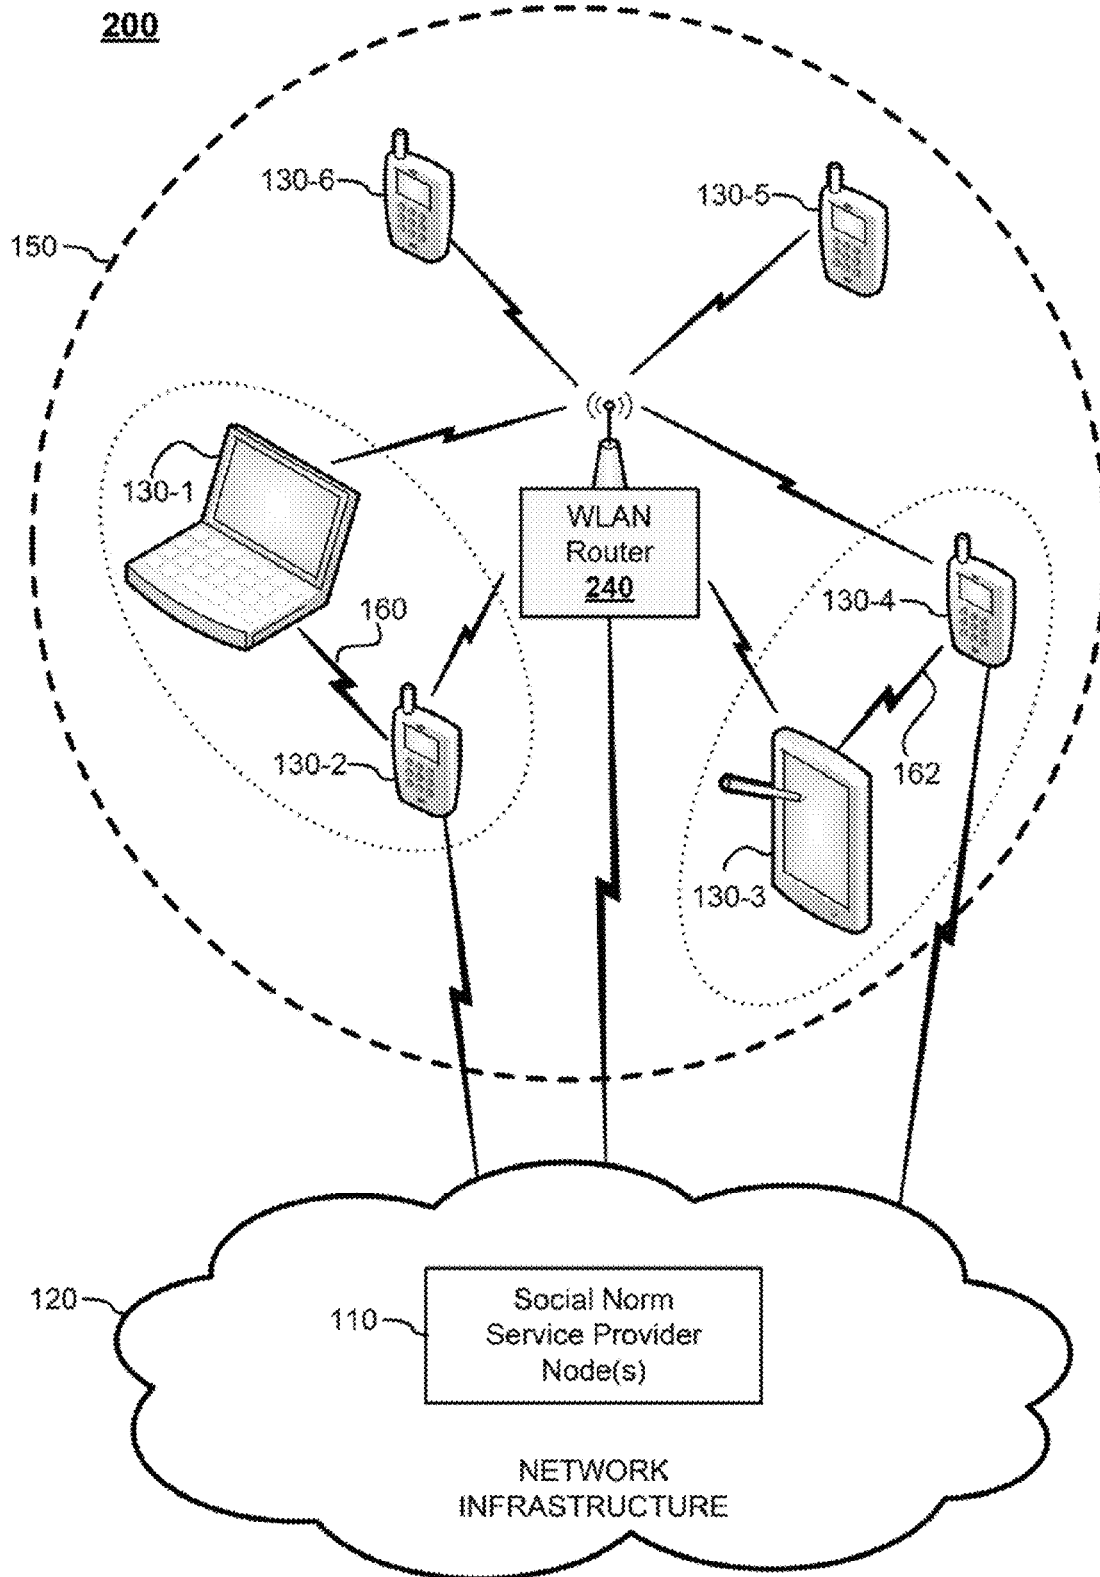 200
130-6
130-5
150
130-1
WLAN
Router
240
160
130-4
130-2
162
130-3
120
110
Social Norm
Service Provider
Node(s)
NETWORK
INFRASTRUCTURE